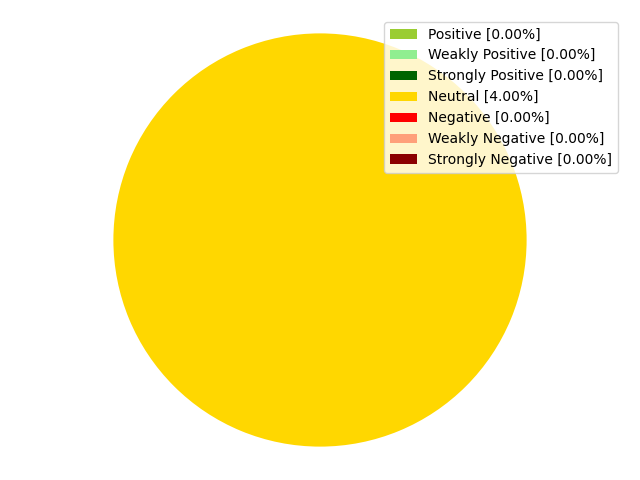 Positive [0.00%]
Weakly Positive [0.00%]
Strongly Positive [0.00%]
Neutral [4.00%]
Negative [0.00%]
Weakly Negative [0.00%]
Strongly Negative [0.00%]